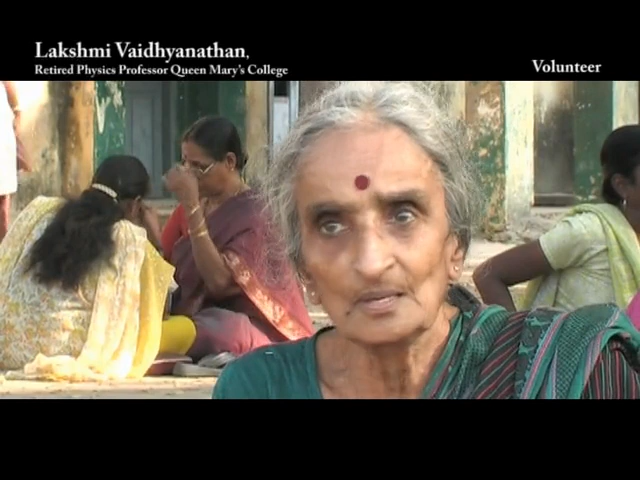 Lakshmi Vaidhyanathan,
Retired Physics Professor Queen Mary's College
Volunteer